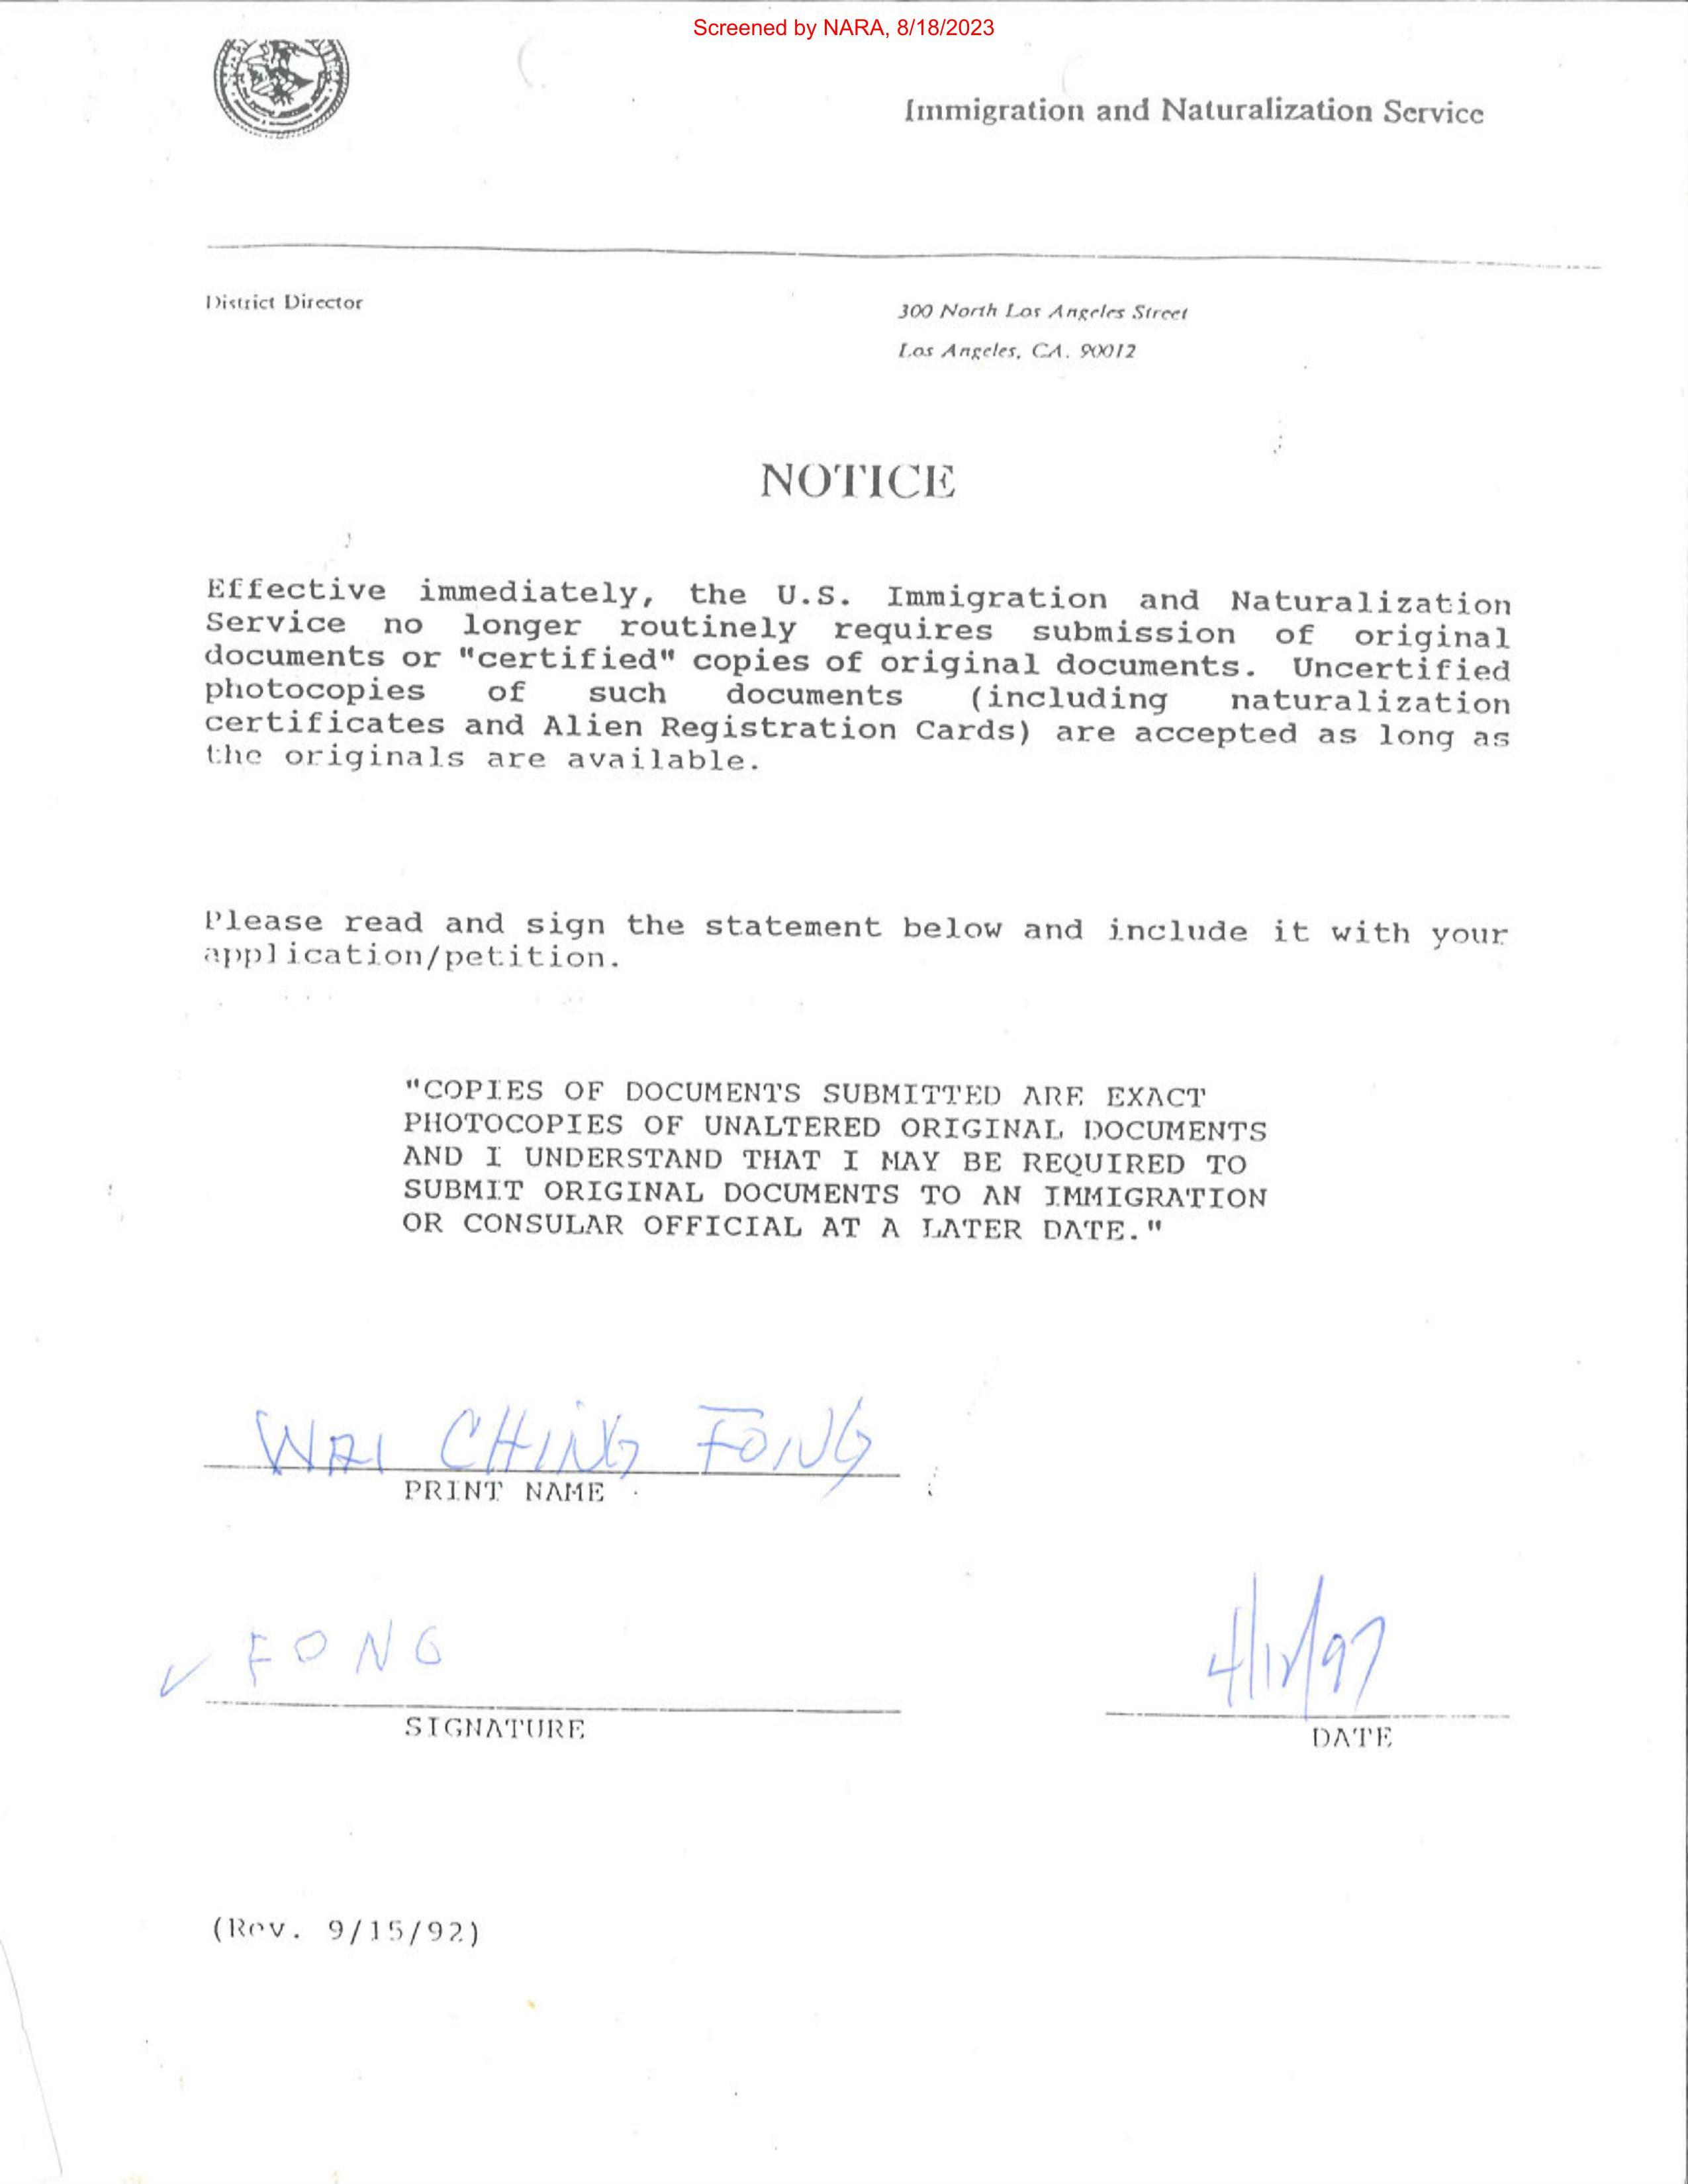 Screened by NARA, 8/18/2023
Immigration and Naturalization Service
District Director
300 North Los Angeles Street
Los Angeles, CA. 90012
NOTICE
Effective immediately, the U.S. Immigration and Naturalization
Service no longer routinely requires submission of original
documents or "certified" copies of original documents. Uncertified
photocopies of such documents (including naturalization
certificates and Alien Registration Cards) are accepted as long as
the originals are available.
Please read and sign the statement below and include it with your
application/petition.
"COPIES OF DOCUMENTS SUBMITTED ARE EXACT
PHOTOCOPIES OF UNALTERED ORIGINAL DOCUMENTS
AND I UNDERSTAND THAT I MAY BE REQUIRED TO
SUBMIT ORIGINAL DOCUMENTS TO AN IMMIGRATION
OR CONSULAR OFFICIAL AT A LATER DATE."
WAI CHING FONG
PRINT NAME
FONG
4/12/97
SIGNATURE
DATE
(Rev. 9/15/92)